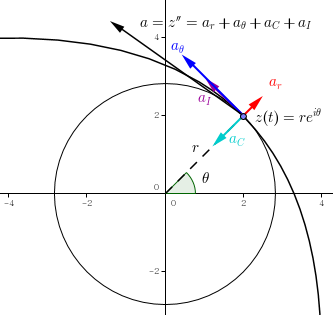 a = z'' = a_r + a_θ + a_C + a_I
4
a_θ
a_r
a_I
2
z(t) = re^{iθ}
a_C
r
θ
0
-4
-2
0
2
4
-2